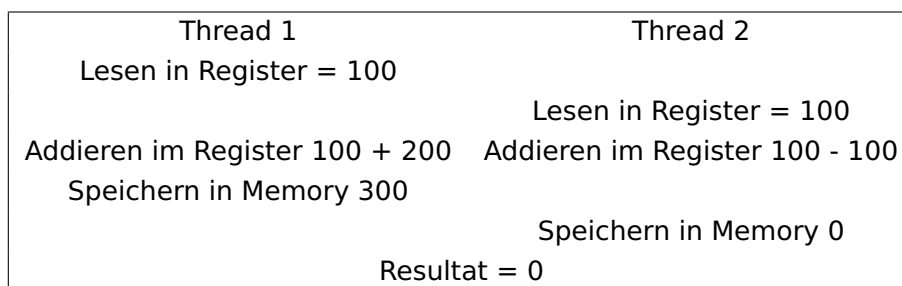 Thread 1 Thread 2
Lesen in Register = 100
Lesen in Register = 100
Addieren im Register 100 + 200 Addieren im Register 100 - 100
Speichern in Memory 300
Speichern in Memory 0
Resultat = 0